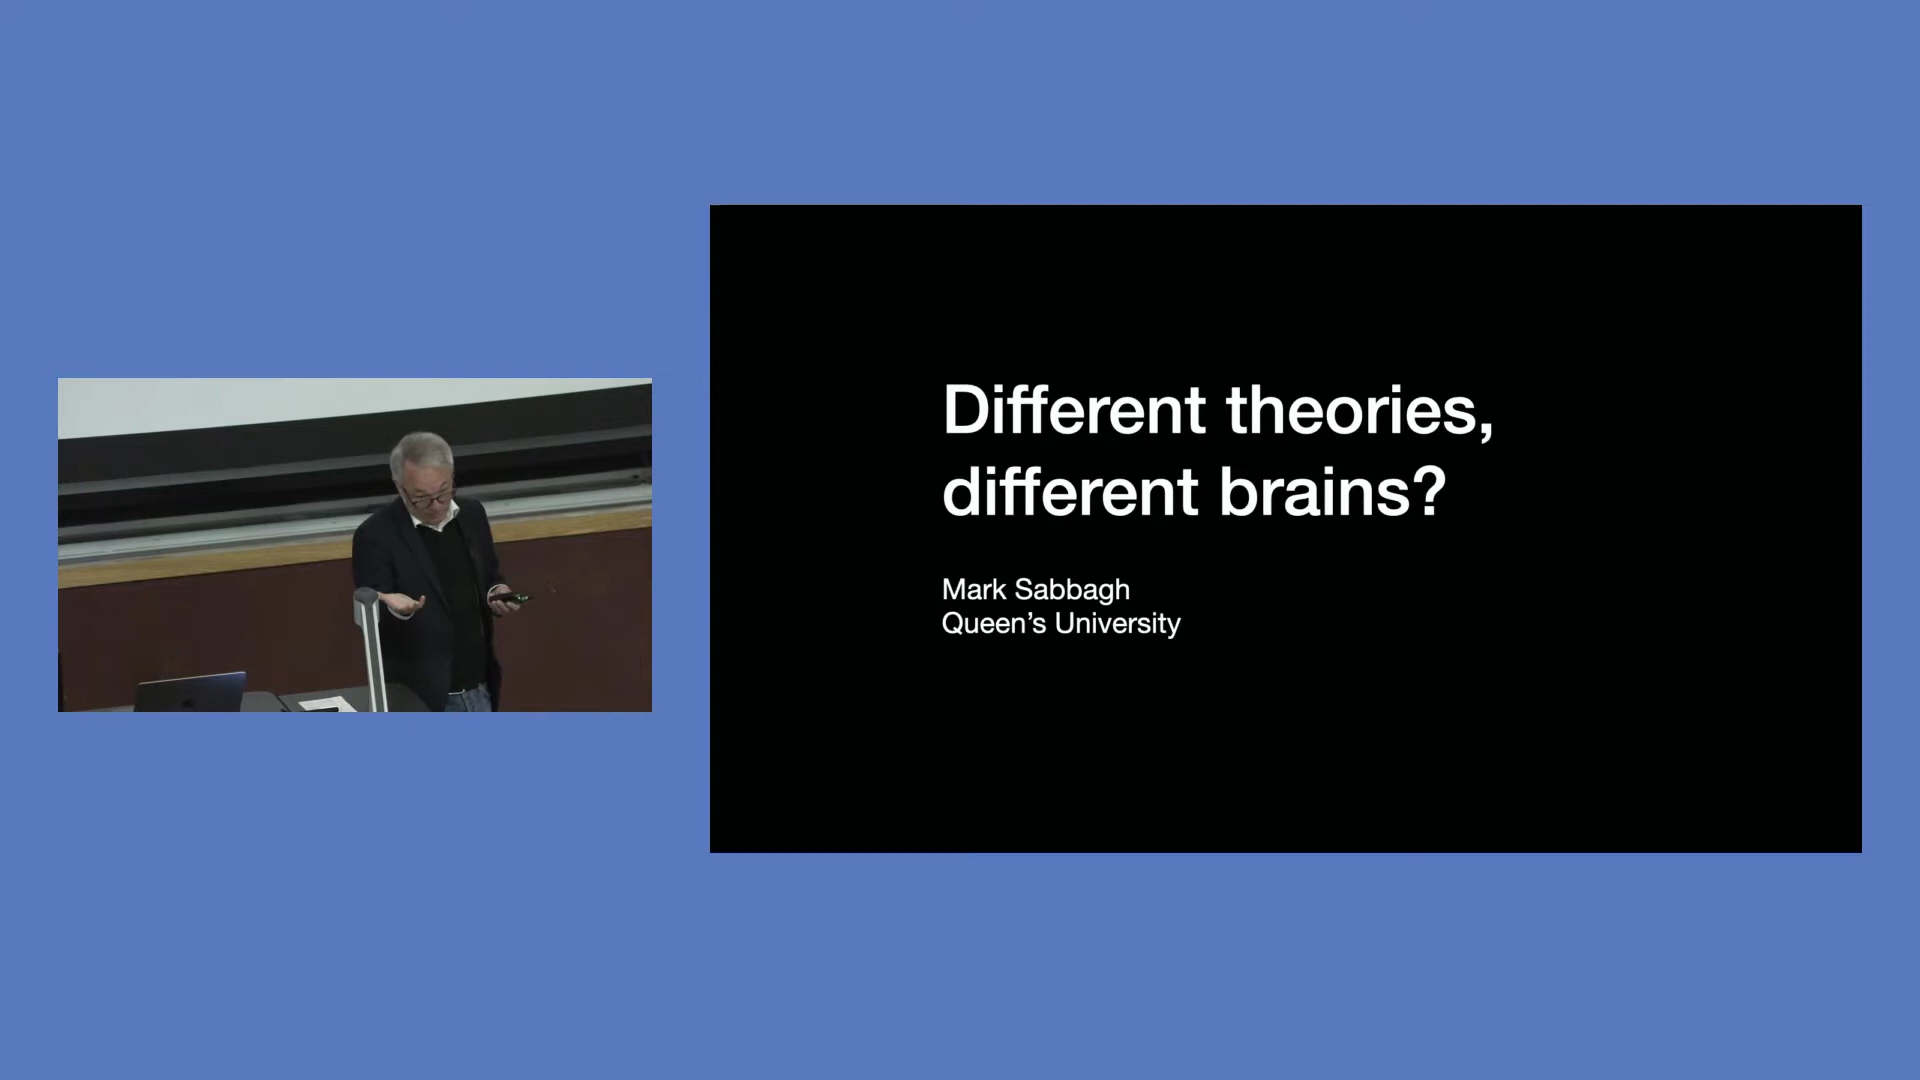 Different theories,
different brains?
Mark Sabbagh
Queen’s University